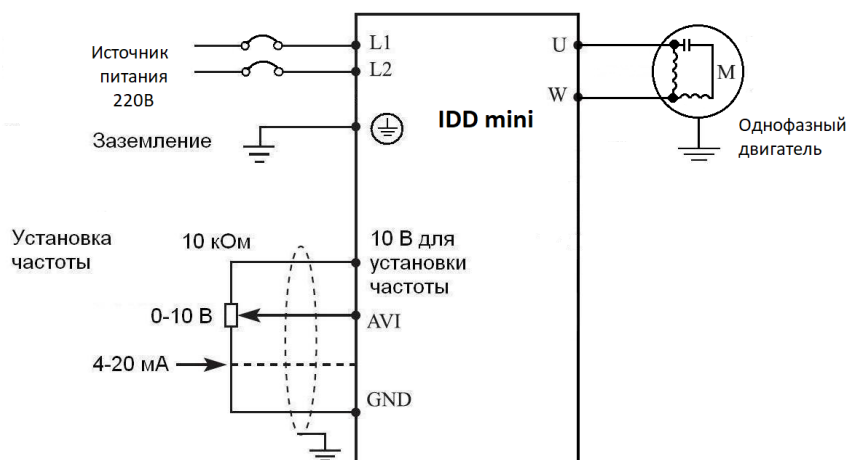 Источник
питания
220В
L1
L2
Заземление
IDD mini
U
W
M
Однофазный
двигатель
Установка
частоты
10 кОм
10 В для
установки
частоты
0-10 В
AVI
4-20 мА
GND